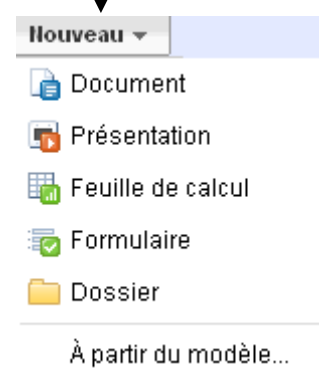 Nouveau
Document
Présentation
Feuille de calcul
Formulaire
Dossier
À partir du modèle...